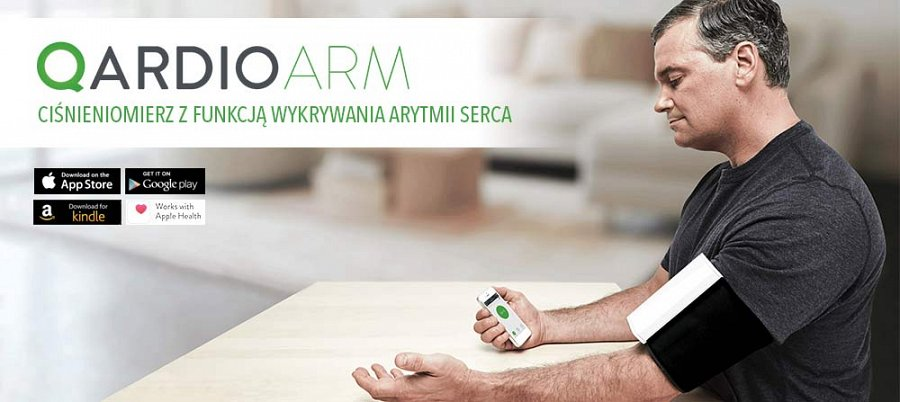 QARDIOARM
CIŚNIENIOMIERZ Z FUNKCJĄ WYKRYWANIA ARYTMII SERCA
Download on the
App Store
GET IT ON
Google play
Download for
kindle
Works with
Apple Health